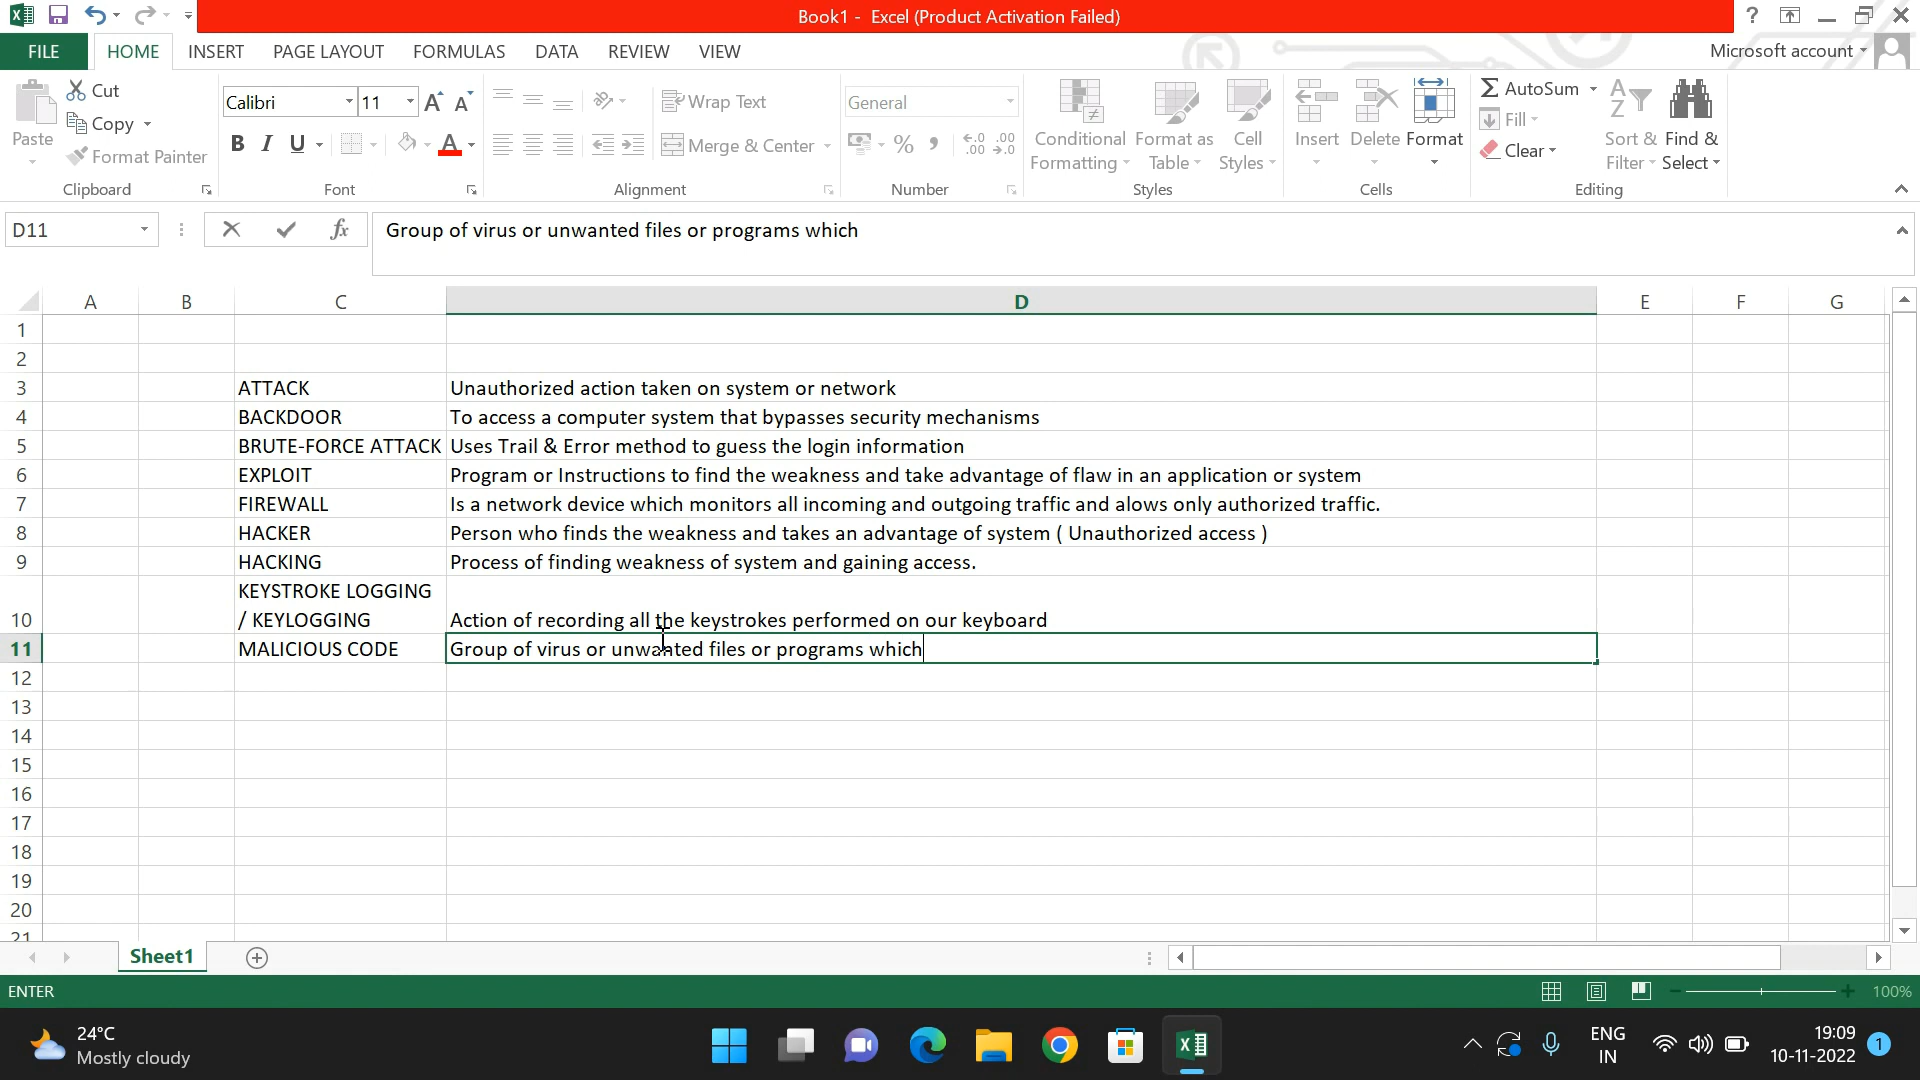 Book1 - Excel (Product Activation Failed)
?
FILE HOME INSERT PAGE LAYOUT FORMULAS DATA REVIEW VIEW
Microsoft account
Paste
Cut
Copy
Format Painter
Clipboard
Calibri 11 A A
B I U A
Font
Wrap Text
Merge & Center
Alignment
General
% , .0 .00 .00 .0
Number
Conditional Formatting
Format as Table
Cell Styles
Styles
Insert Delete Format
Cells
AutoSum
Fill
Clear
Sort & Filter
Find & Select
Editing
D11 fx Group of virus or unwanted files or programs which
A B C D E F G
1
2
3 ATTACK Unauthorized action taken on system or network
4 BACKDOOR To access a computer system that bypasses security mechanisms
5 BRUTE-FORCE ATTACK Uses Trail & Error method to guess the login information
6 EXPLOIT Program or Instructions to find the weakness and take advantage of flaw in an application or system
7 FIREWALL Is a network device which monitors all incoming and outgoing traffic and alows only authorized traffic.
8 HACKER Person who finds the weakness and takes an advantage of system ( Unauthorized access )
9 HACKING Process of finding weakness of system and gaining access.
KEYSTROKE LOGGING
10 / KEYLOGGING Action of recording all the keystrokes performed on our keyboard
11 MALICIOUS CODE Group of virus or unwanted files or programs which
12
13
14
15
16
17
18
19
20
21
Sheet1
ENTER
100%
24°C
Mostly cloudy
ENG
IN
19:09
10-11-2022
1